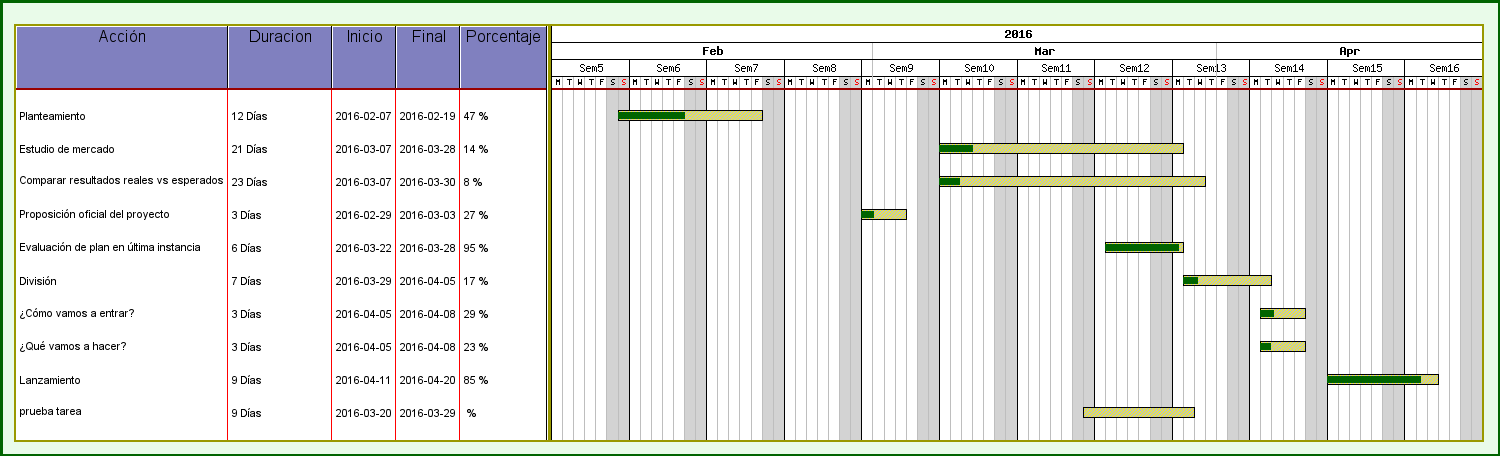 Acción Duracion Inicio Final Porcentaje 2016
Feb Mar Apr
Sem5 Sem6 Sem7 Sem8 Sem9 Sem10 Sem11 Sem12 Sem13 Sem14 Sem15 Sem16
M T W T F S S M T W T F S S M T W T F S S M T W T F S S M T W T F S S M T W T F S S M T W T F S S M T W T F S S M T W T F S S M T W T F S S M T W T F S S M T W T F S S
Planteamiento 12 Días 2016-02-07 2016-02-19 47 %
Estudio de mercado 21 Días 2016-03-07 2016-03-28 14 %
Comparar resultados reales vs esperados 23 Días 2016-03-07 2016-03-30 8 %
Proposición oficial del proyecto 3 Días 2016-02-29 2016-03-03 27 %
Evaluación de plan en última instancia 6 Días 2016-03-22 2016-03-28 95 %
División 7 Días 2016-03-29 2016-04-05 17 %
¿Cómo vamos a entrar? 3 Días 2016-04-05 2016-04-08 29 %
¿Qué vamos a hacer? 3 Días 2016-04-05 2016-04-08 23 %
Lanzamiento 9 Días 2016-04-11 2016-04-20 85 %
prueba tarea 9 Días 2016-03-20 2016-03-29 %